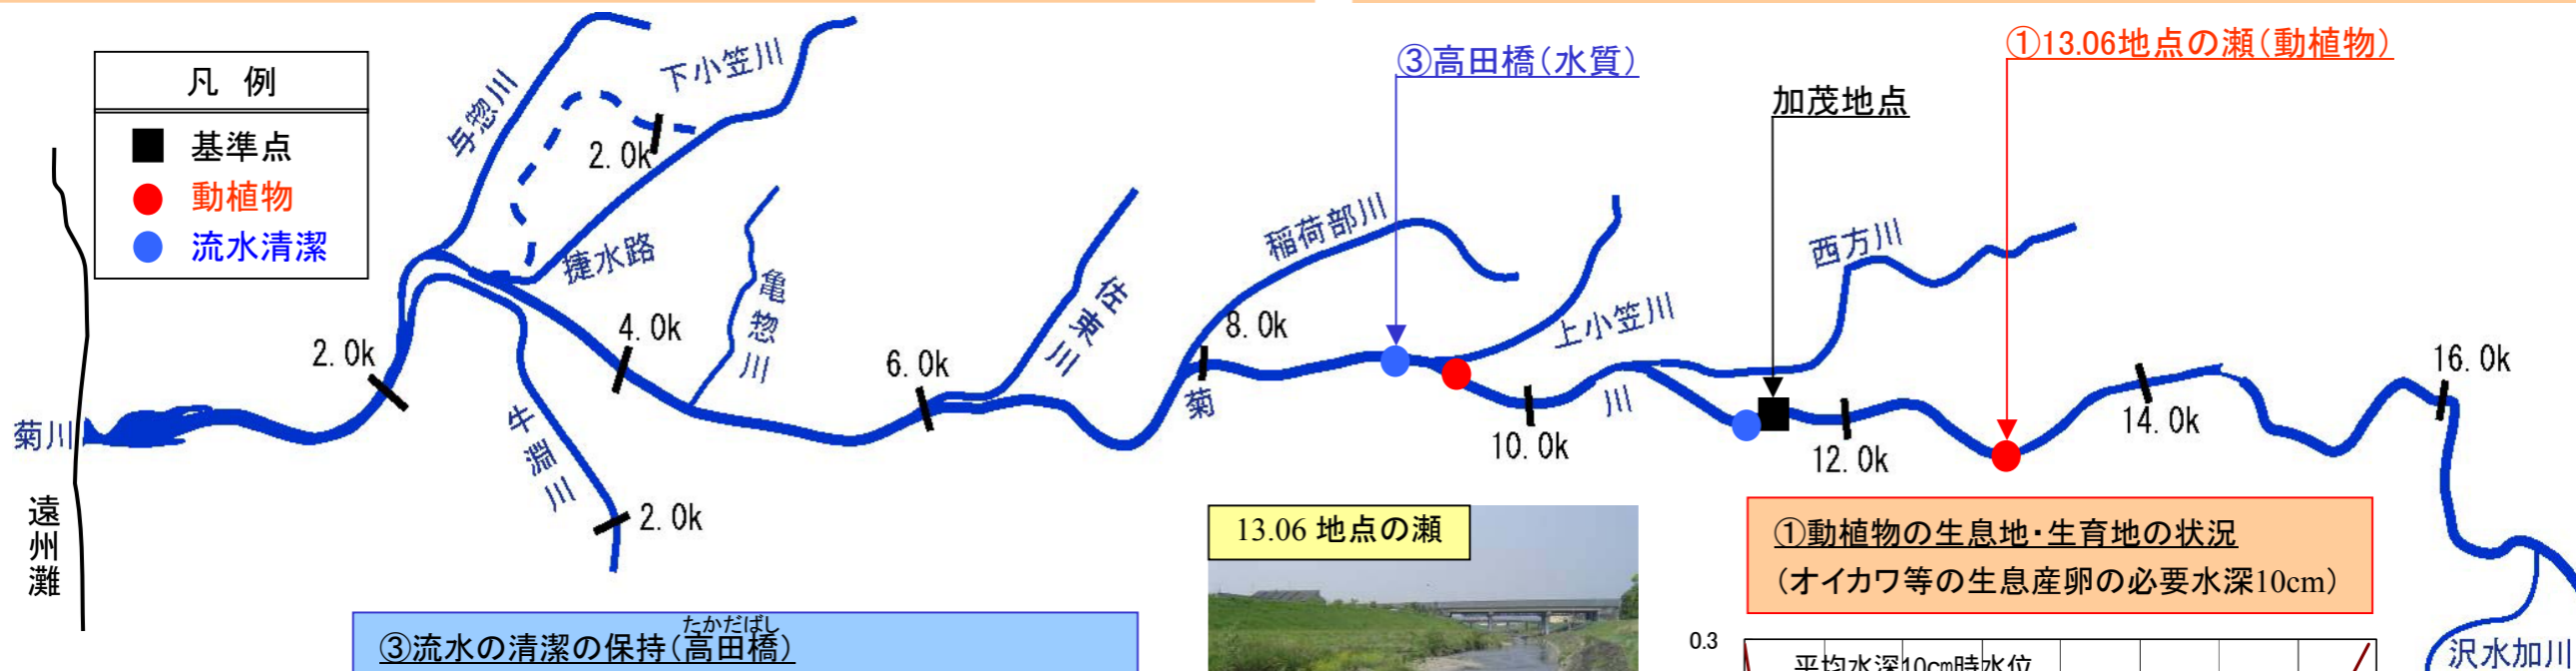 凡 例
基準点
動植物
流水清潔
与惣川
下小笠川
2.0k
捷水路
亀惣川
2.0k
4.0k
牛淵川
2.0k
6.0k
佐束川
稲荷部川
8.0k
③高田橋(水質)
上小笠川
加茂地点
西方川
①13.06地点の瀬(動植物)
菊川
10.0k
12.0k
14.0k
16.0k
菊川
遠州灘
沢水加川
13.06 地点の瀬
①動植物の生息地・生育地の状況
(オイカワ等の生息産卵の必要水深10cm)
たかだばし
③流水の清潔の保持(高田橋)
0.3
平均水深10cm時水位